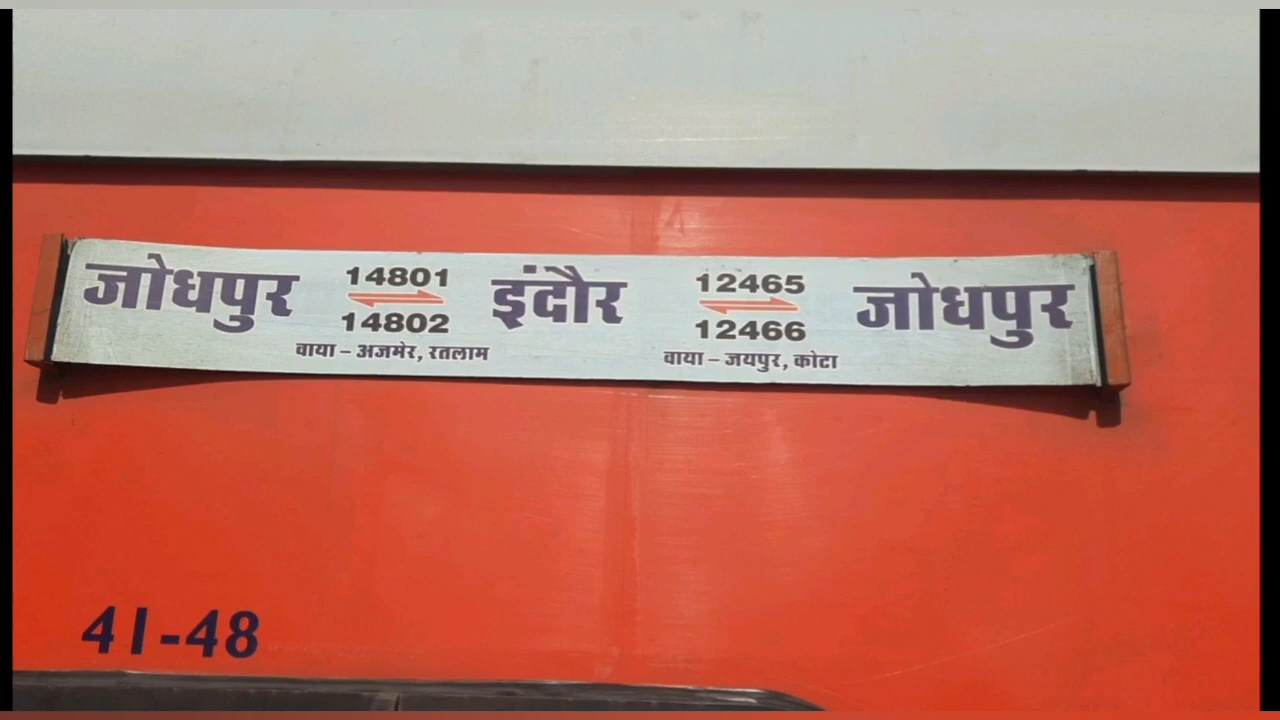 जोधपुर 14801 इंदौर 12465 जोधपुर
14802 12466
वाया – अजमेर, रतलाम वाया – जयपुर, कोटा
41-48